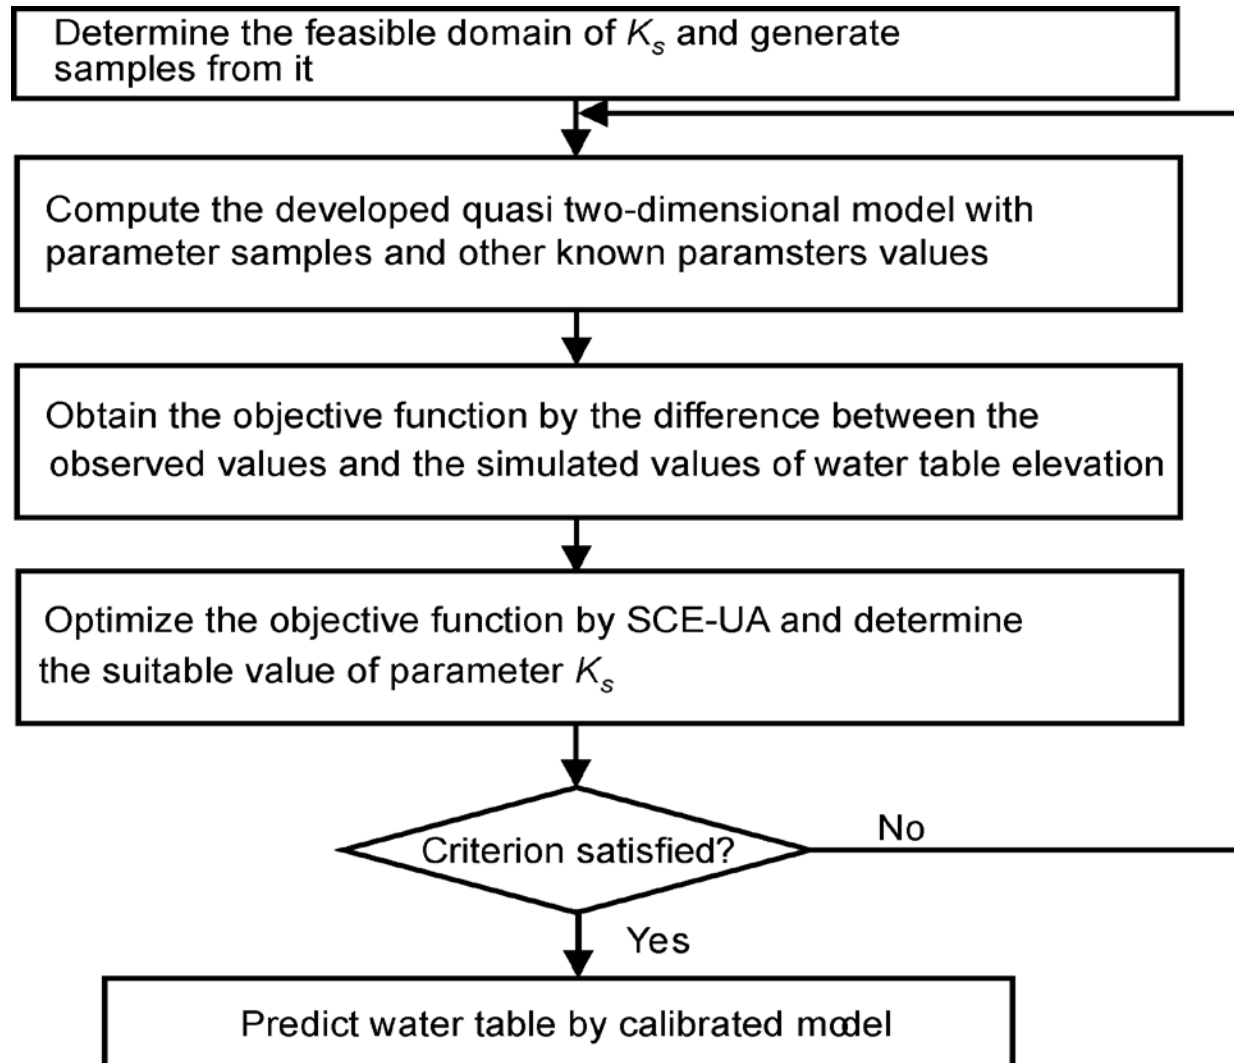 Determine the feasible domain of Ks and generate
samples from it
Compute the developed quasi two-dimensional model with
parameter samples and other known paramsters values
Obtain the objective function by the difference between the
observed values and the simulated values of water table elevation
Optimize the objective function by SCE-UA and determine
the suitable value of parameter Ks
Criterion satisfied?
No
Yes
Predict water table by calibrated model